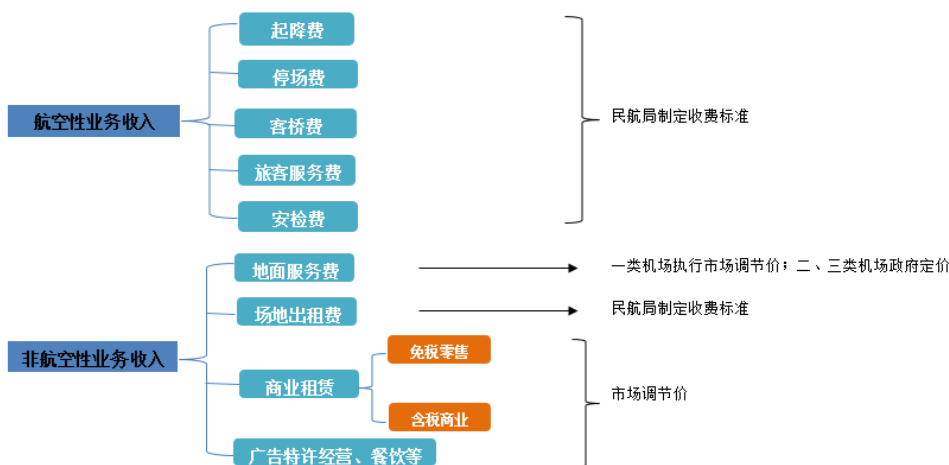 起降费
停场费
航空性业务收入
客桥费
民航局制定收费标准
旅客服务费
安检费
地面服务费
一类机场执行市场调节价；二、三类机场政府定价
场地出租费
民航局制定收费标准
非航空性业务收入
免税零售
商业租赁
市场调节价
含税商业
广告特许经营、餐饮等